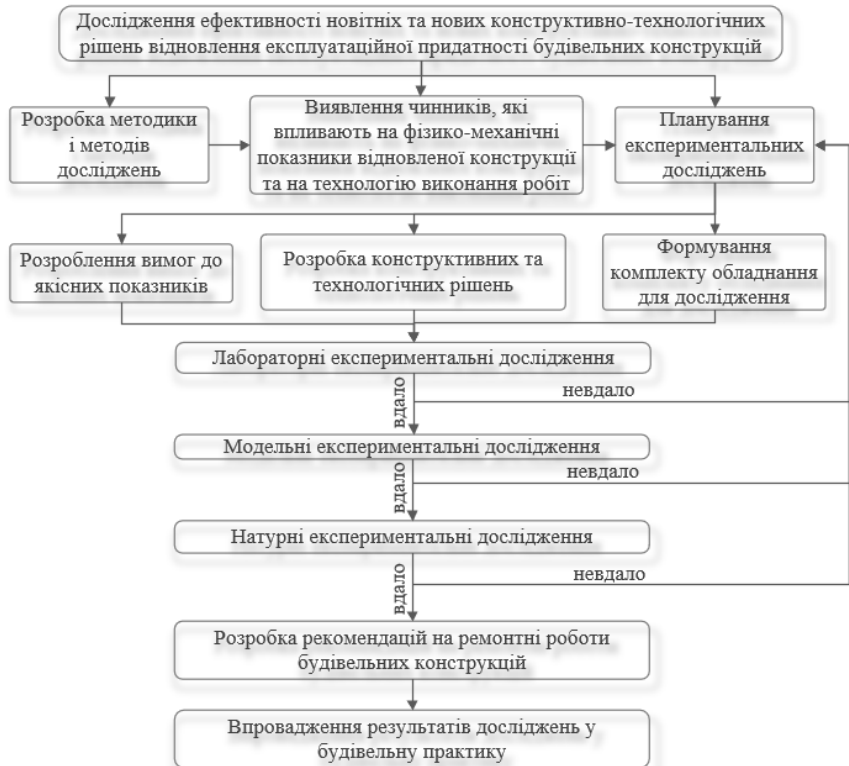 Дослідження ефективності новітніх та нових конструктивно-технологічних
рішень відновлення експлуатаційної придатності будівельних конструкцій
Розробка методики
і методів
досліджень
Виявлення чинників, які
впливають на фізико-механічні
показники відновленої конструкції
та на технологію виконання робіт
Планування
експериментальних
досліджень
Розроблення вимог до
якісних показників
Розробка конструктивних та
технологічних рішень
Формування
комплекту обладнання
для дослідження
Лабораторні експериментальні дослідження
вдало
невдало
Модельні експериментальні дослідження
вдало
невдало
Натурні експериментальні дослідження
вдало
невдало
Розробка рекомендацій на ремонтні роботи
будівельних конструкцій
Впровадження результатів досліджень у
будівельну практику